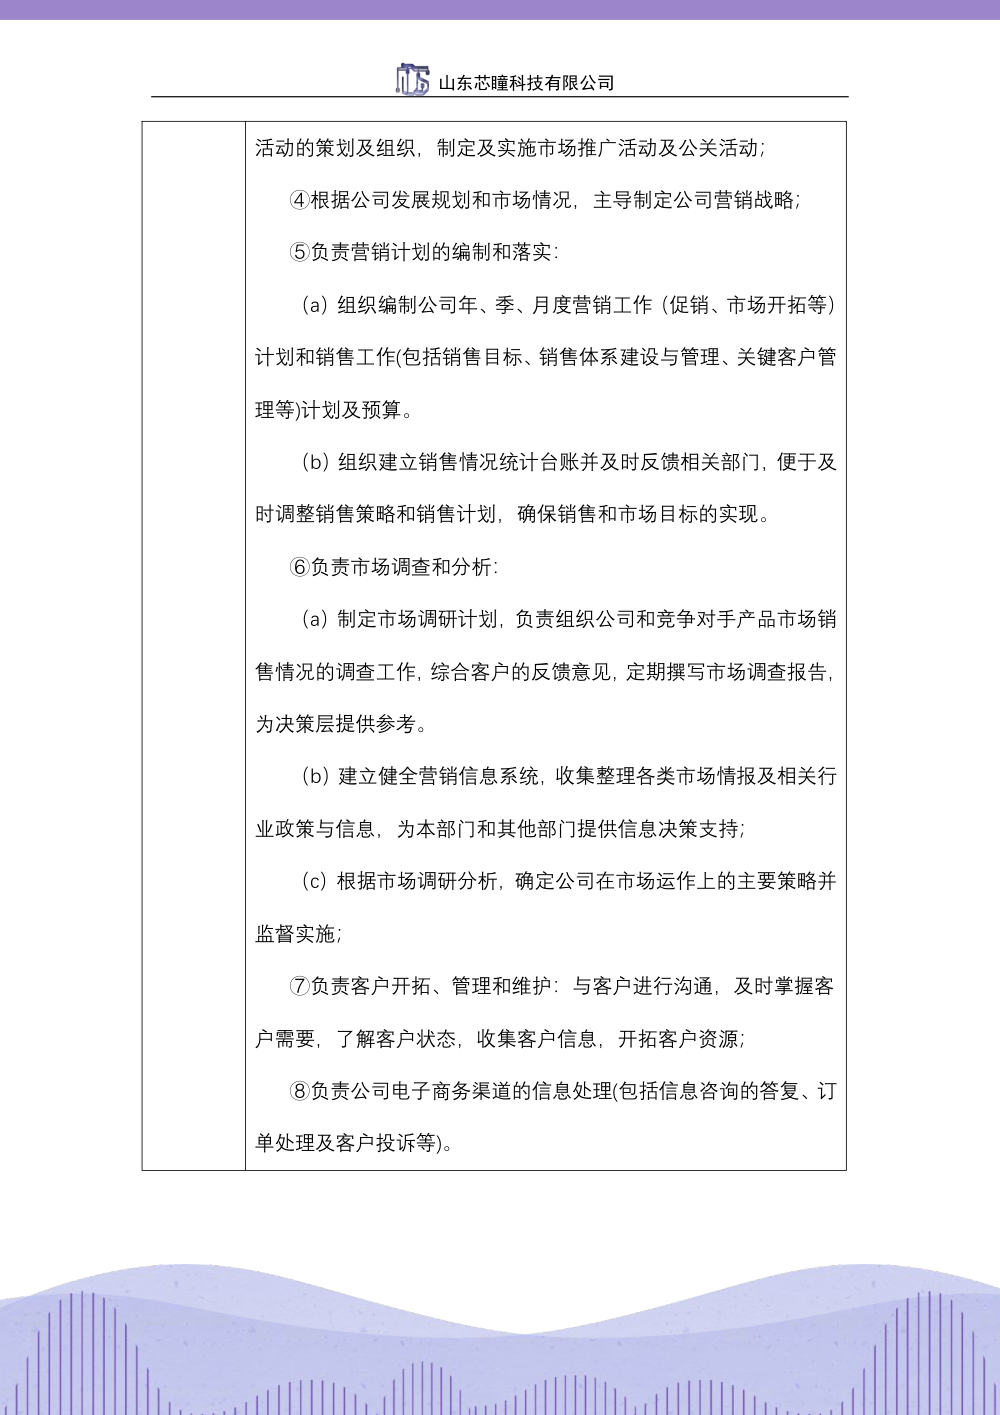 山东芯瞳科技有限公司
活动的策划及组织，制定及实施市场推广活动及公关活动；
④根据公司发展规划和市场情况，主导制定公司营销战略；
⑤负责营销计划的编制和落实：
（a）组织编制公司年、季、月度营销工作（促销、市场开拓等）
计划和销售工作(包括销售目标、销售体系建设与管理、关键客户管
理等)计划及预算。
（b）组织建立销售情况统计台账并及时反馈相关部门，便于及
时调整销售策略和销售计划，确保销售和市场目标的实现。
⑥负责市场调查和分析：
（a）制定市场调研计划，负责组织公司和竞争对手产品市场销
售情况的调查工作，综合客户的反馈意见，定期撰写市场调查报告，
为决策层提供参考。
（b）建立健全营销信息系统，收集整理各类市场情报及相关行
业政策与信息，为本部门和其他部门提供信息决策支持；
（c）根据市场调研分析，确定公司在市场运作上的主要策略并
监督实施；
⑦负责客户开拓、管理和维护：与客户进行沟通，及时掌握客
户需要，了解客户状态，收集客户信息，开拓客户资源；
⑧负责公司电子商务渠道的信息处理(包括信息咨询的答复、订
单处理及客户投诉等)。